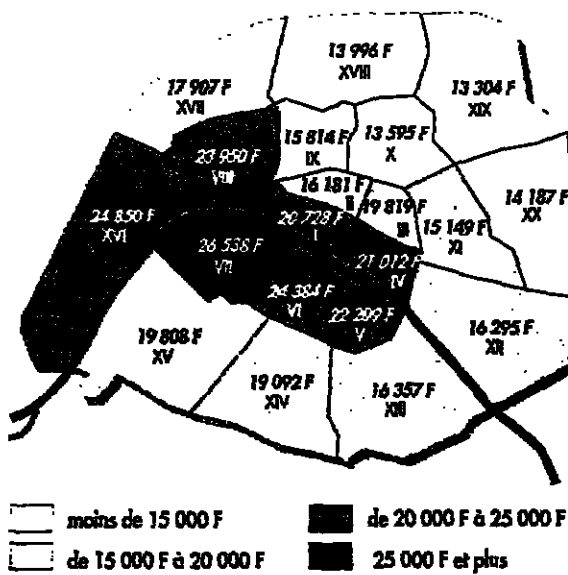 13 996 F
XVIII
17 907 F
XVII
13 304 F
XIX
15 814 F
IX
13 595 F
X
23 950 F
VIII
16 181 F
II
19 819 F
III
14 187 F
XX
24 850 F
XVI
20 728 F
I
15 149 F
XI
26 538 F
VII
21 012 F
IV
24 384 F
VI
22 299 F
V
19 808 F
XV
16 295 F
XII
19 092 F
XIV
16 357 F
XIII
moins de 15 000 F
de 20 000 F à 25 000 F
de 15 000 F à 20 000 F
25 000 F et plus